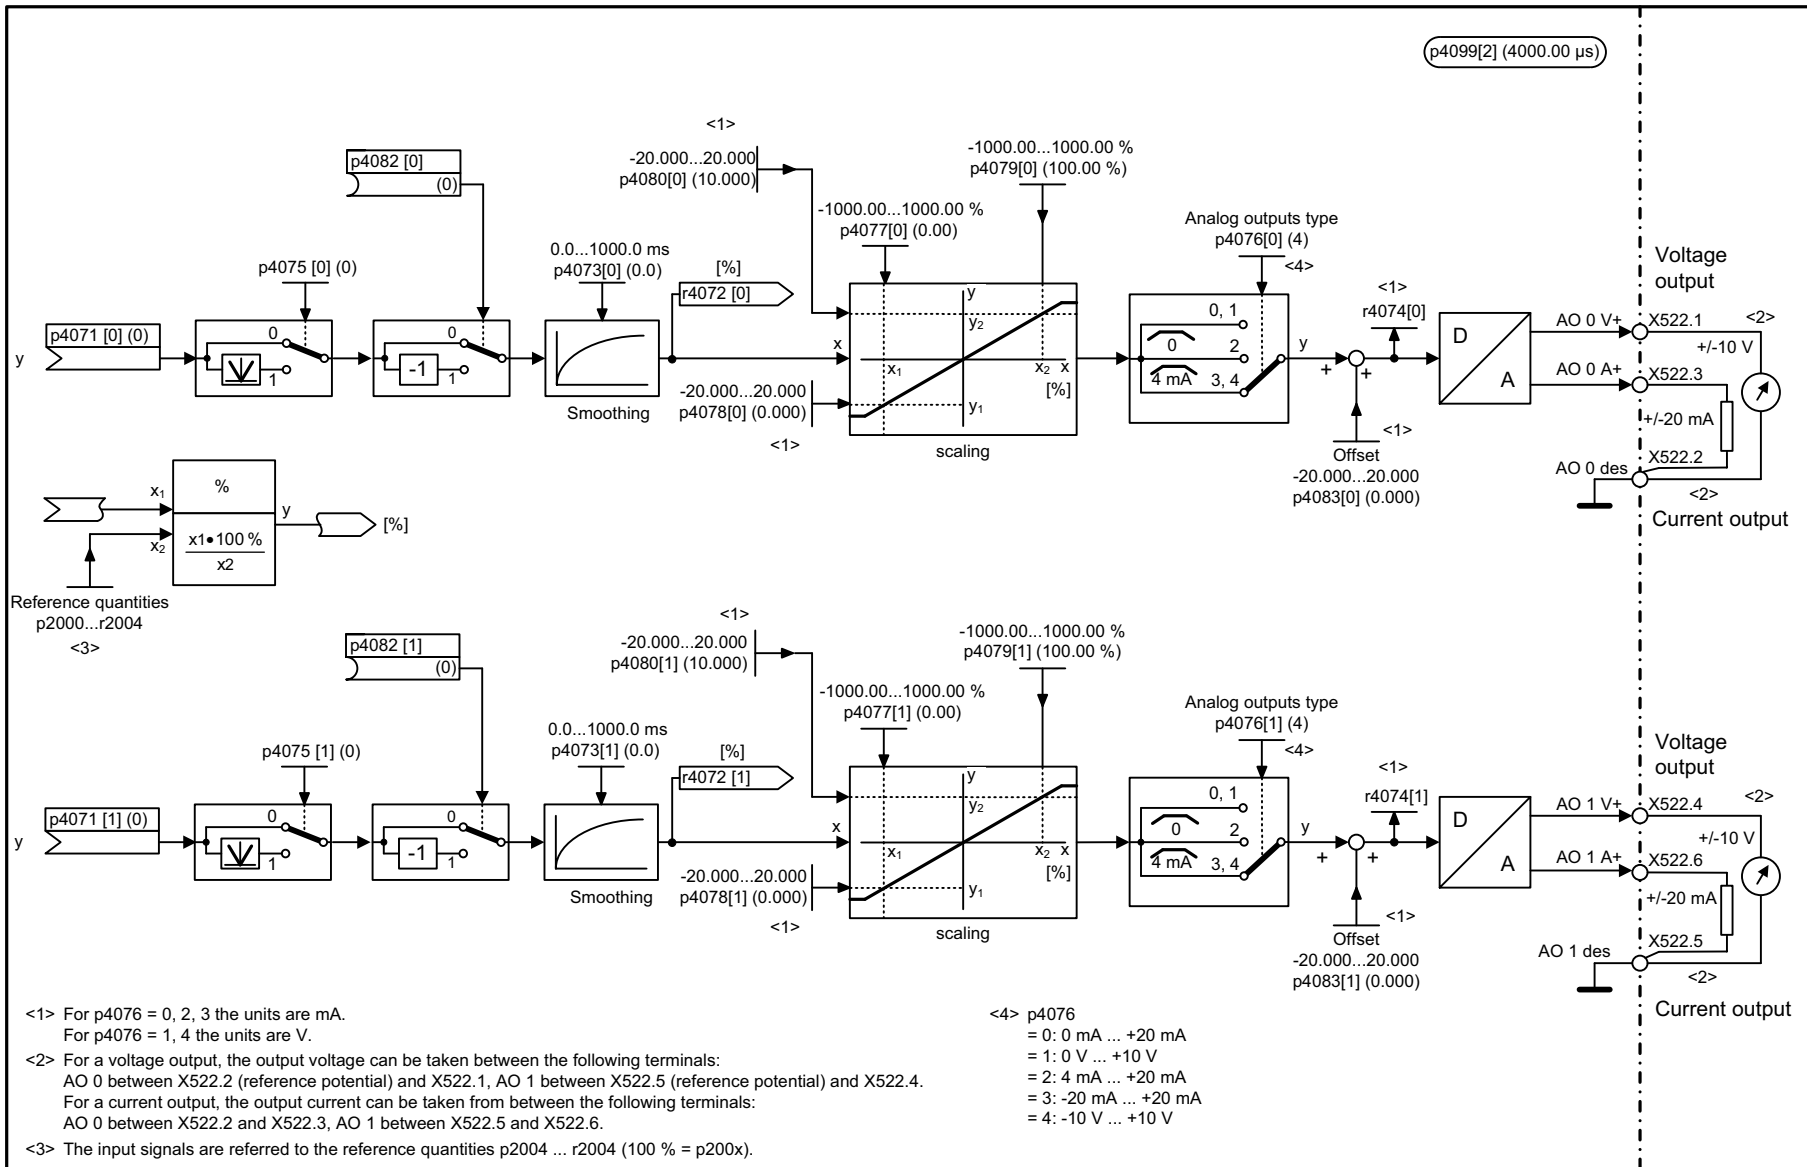 p4099[2] (4000.00 µs)
<1>
-20.000...20.000
p4080[0] (10.000)
-1000.00...1000.00 %
p4079[0] (100.00 %)
p4082 [0]
(0)
-1000.00...1000.00 %
p4077[0] (0.00)
Analog outputs type
p4076[0] (4)
<4>
p4075 [0] (0)
0.0...1000.0 ms
p4073[0] (0.0)
[%]
r4072 [0]
Voltage
output
<1>
r4074[0]
y
p4071 [0] (0)
0
1
0
-1
1
Smoothing
x
y
y2
x1
x2
x
[%]
y1
scaling
-20.000...20.000
p4078[0] (0.000)
<1>
0, 1
0
2
4 mA
3, 4
y
+
+
<1>
Offset
-20.000...20.000
p4083[0] (0.000)
D
A
AO 0 V+
X522.1
<2>
+/-10 V
AO 0 A+
X522.3
+/-20 mA
X522.2
AO 0 des
<2>
Current output
x1
x2
%
x1•100 %
x2
y
[%]
Reference quantities
p2000...r2004
<3>
<1>
-20.000...20.000
p4080[1] (10.000)
-1000.00...1000.00 %
p4079[1] (100.00 %)
p4082 [1]
(0)
-1000.00...1000.00 %
p4077[1] (0.00)
Analog outputs type
p4076[1] (4)
<4>
p4075 [1] (0)
0.0...1000.0 ms
p4073[1] (0.0)
[%]
r4072 [1]
Voltage
output
<1>
r4074[1]
y
p4071 [1] (0)
0
1
0
-1
1
Smoothing
x
y
y2
x1
x2
x
[%]
y1
scaling
-20.000...20.000
p4078[1] (0.000)
<1>
0, 1
0
2
4 mA
3, 4
y
+
+
<1>
Offset
-20.000...20.000
p4083[1] (0.000)
D
A
AO 1 V+
X522.4
<2>
+/-10 V
AO 1 A+
X522.6
+/-20 mA
X522.5
AO 1 des
<2>
Current output
<1> For p4076 = 0, 2, 3 the units are mA.
For p4076 = 1, 4 the units are V.
<2> For a voltage output, the output voltage can be taken between the following terminals:
AO 0 between X522.2 (reference potential) and X522.1, AO 1 between X522.5 (reference potential) and X522.4.
For a current output, the output current can be taken from between the following terminals:
AO 0 between X522.2 and X522.3, AO 1 between X522.5 and X522.6.
<3> The input signals are referred to the reference quantities p2004 ... r2004 (100 % = p200x).
<4> p4076
= 0: 0 mA ... +20 mA
= 1: 0 V ... +10 V
= 2: 4 mA ... +20 mA
= 3: -20 mA ... +20 mA
= 4: -10 V ... +10 V